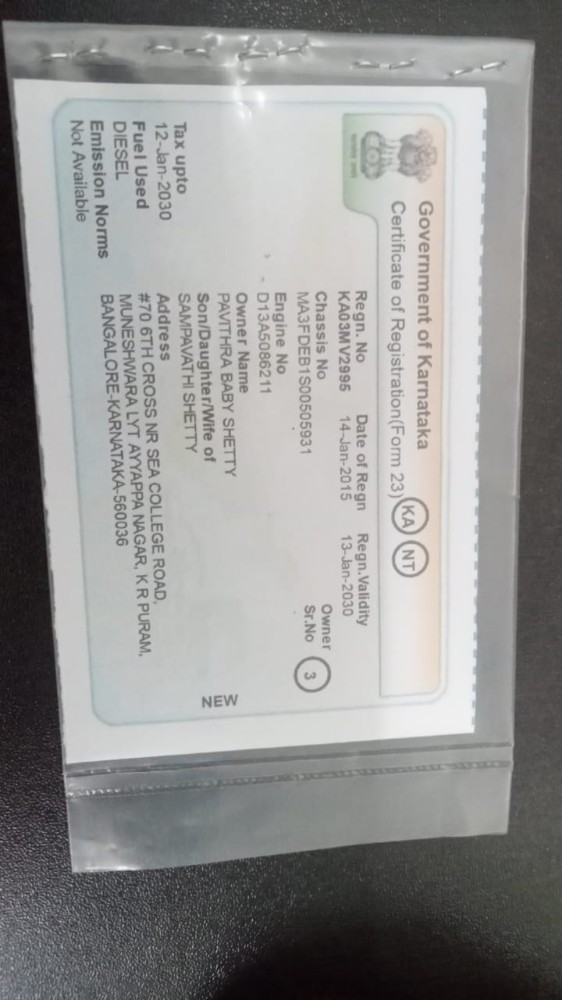 Government of Karnataka
Certificate of Registration(Form 23) KA NT
Regn. No Date of Regn Regn.Validity
KA03MV2995 14-Jan-2015 13-Jan-2030
Chassis No
MA3FDEB1S00505931
Owner
Sr.No 3
Engine No
D13A5086211
Owner Name
PAVITHRA BABY SHETTY
Son/Daughter/Wife of
SAMPAVATHI SHETTY
NEW
Tax upto
12-Jan-2030
Fuel Used
DIESEL
Emission Norms
Not Available
Address
#70 6TH CROSS NR SEA COLLEGE ROAD,
MUNESHWARA LYT AYYAPPA NAGAR, K R PURAM,
BANGALORE-KARNATAKA-560036